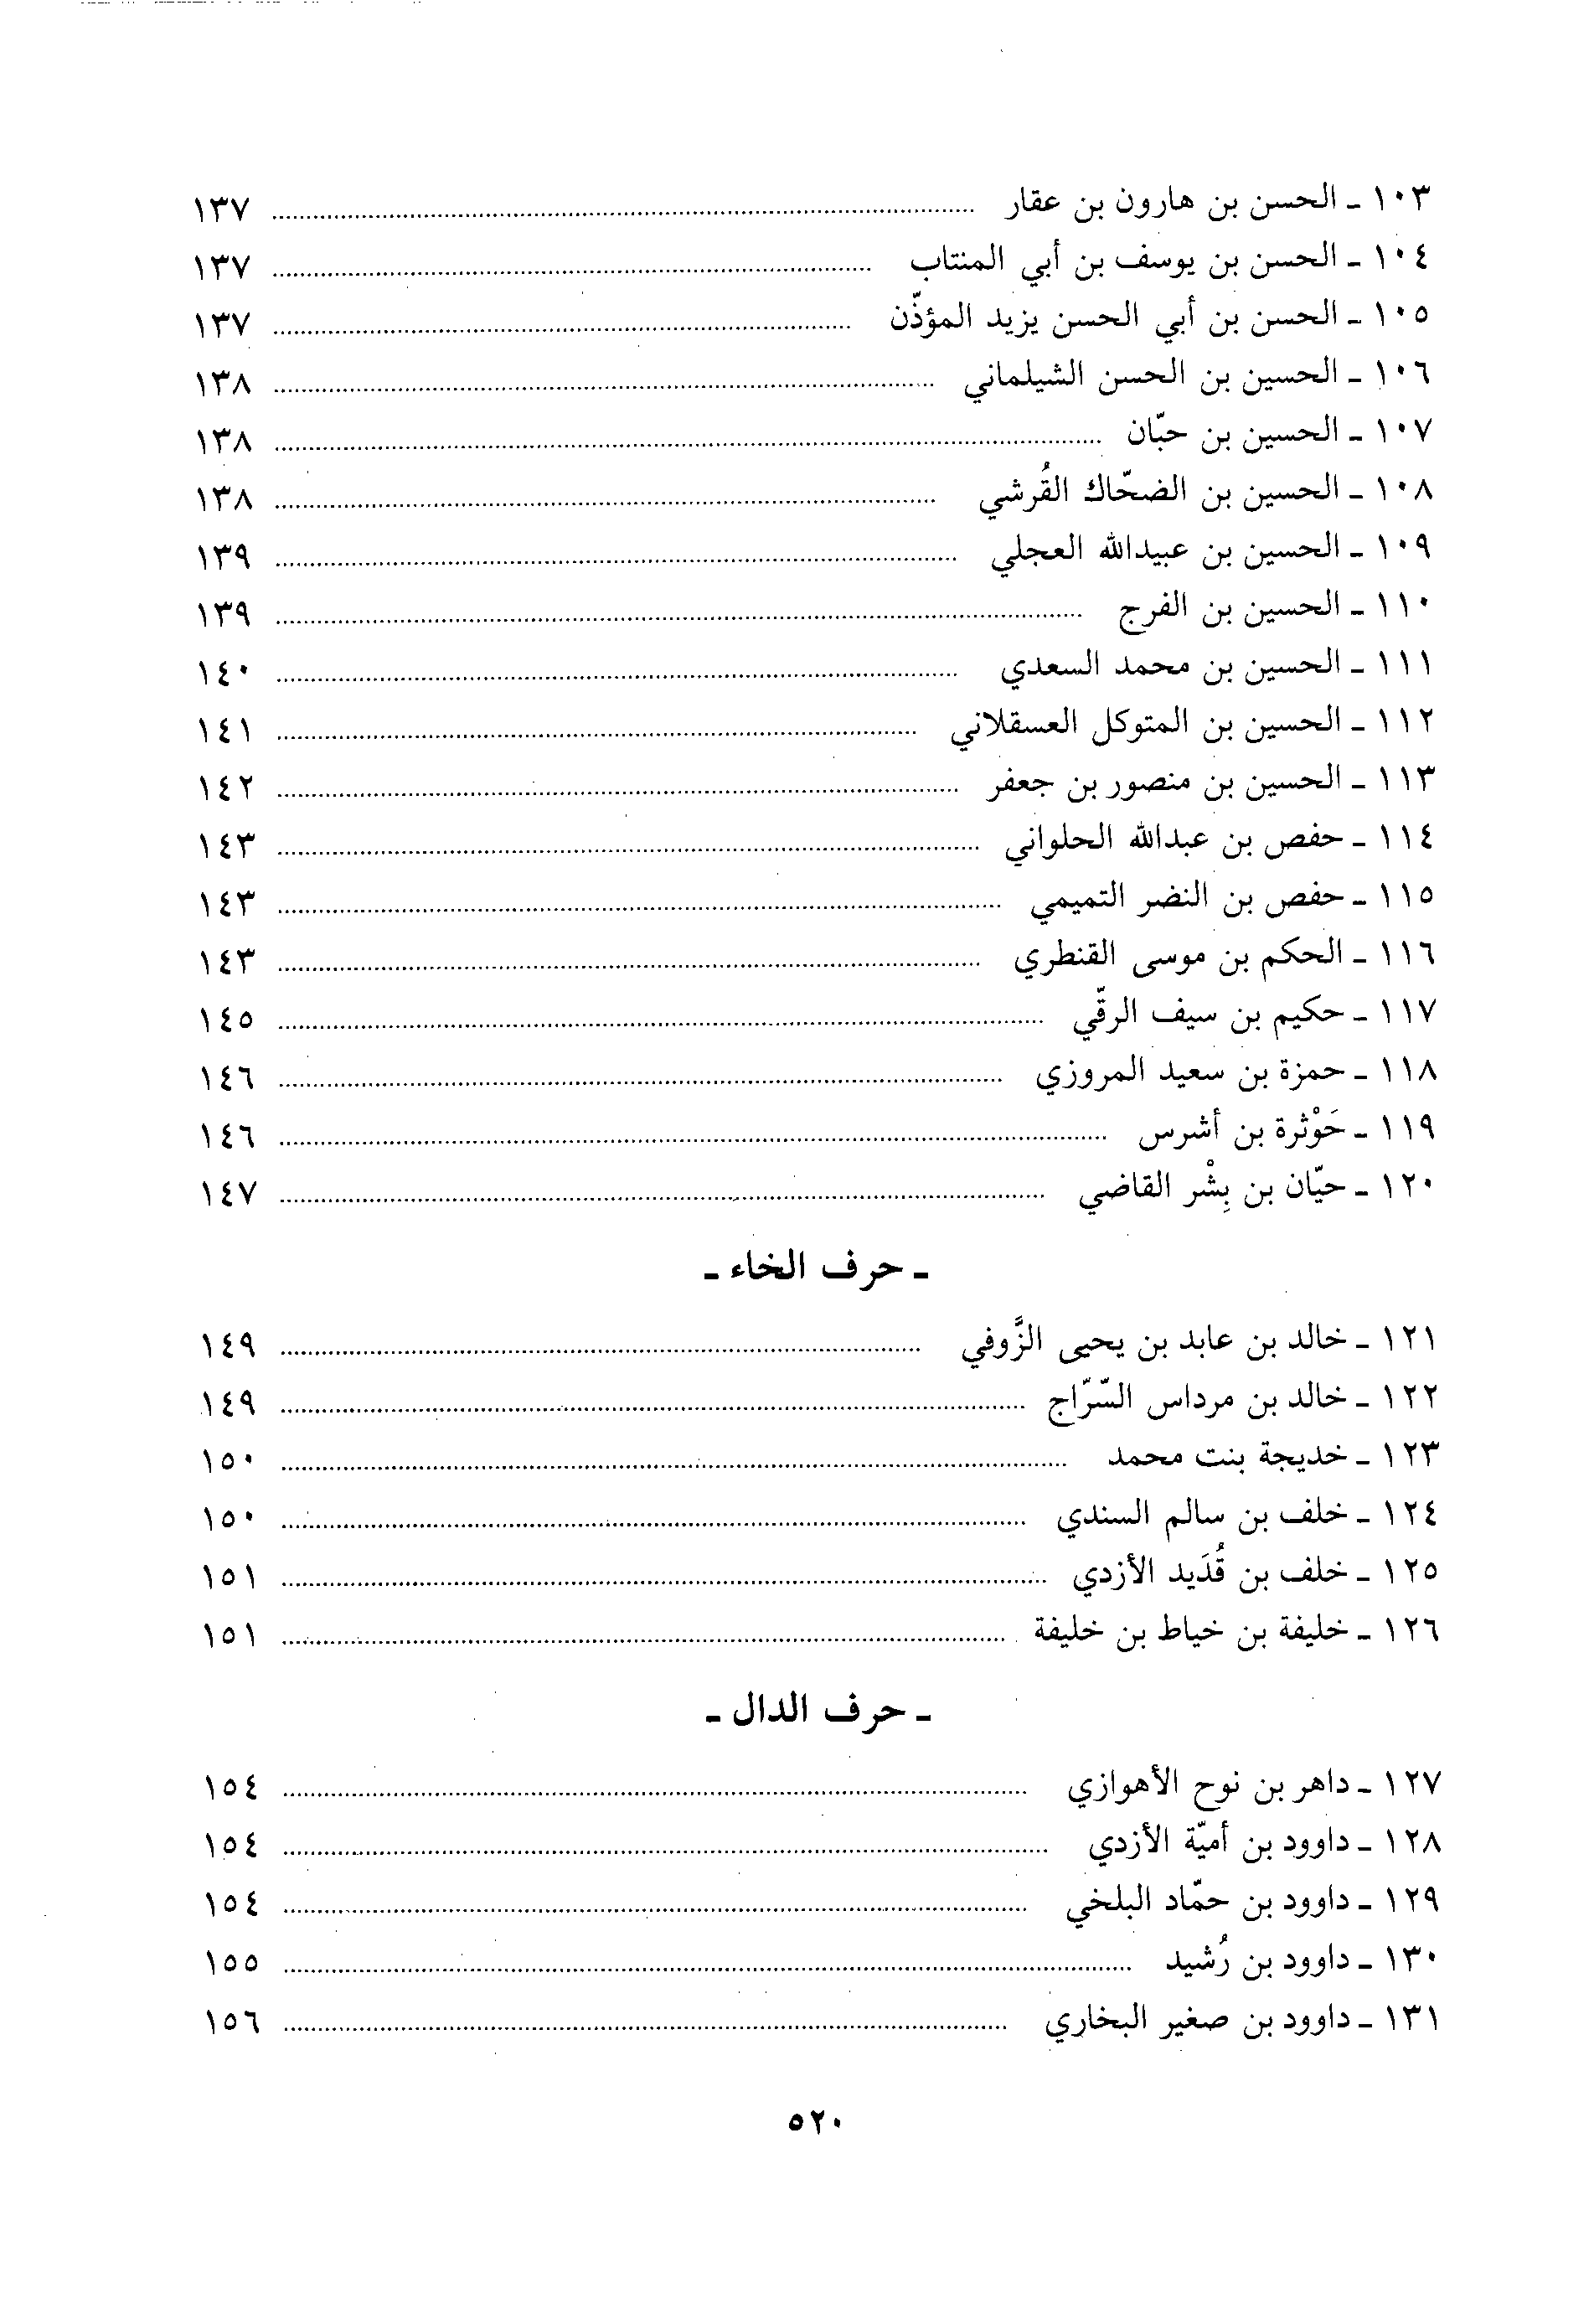 ١٠٣ ـ الحسن بن هارون بن عقار ........ ١٣٧
١٠٤ ـ الحسن بن يوسف بن أبي المنتاب ........ ١٣٧
١٠٥ ـ الحسن بن أبي الحسن يزيد المؤذّن ........ ١٣٧
١٠٦ ـ الحسين بن الحسن الشيلماني ........ ١٣٨
١٠٧ ـ الحسين بن حبّان ........ ١٣٨
١٠٨ ـ الحسين بن الضحّاك القُرشي ........ ١٣٨
١٠٩ ـ الحسين بن عبيدالله العجلي ........ ١٣٩
١١٠ ـ الحسين بن الفرج ........ ١٣٩
١١١ ـ الحسين بن محمد السعدي ........ ١٤٠
١١٢ ـ الحسين بن المتوكل العسقلاني ........ ١٤١
١١٣ ـ الحسين بن منصور بن جعفر ........ ١٤٢
١١٤ ـ حفص بن عبدالله الحلواني ........ ١٤٣
١١٥ ـ حفص بن النضر التميمي ........ ١٤٣
١١٦ ـ الحكم بن موسى القنطري ........ ١٤٣
١١٧ ـ حكيم بن سيف الرقّي ........ ١٤٥
١١٨ ـ حمزة بن سعيد المروزي ........ ١٤٦
١١٩ ـ حَوْثرة بن أشرس ........ ١٤٦
١٢٠ ـ حيّان بن بِشْر القاضي ........ ١٤٧
ـ حرف الخاء ـ
١٢١ ـ خالد بن عابد بن يحيى الزَّوفي ........ ١٤٩
١٢٢ ـ خالد بن مرداس السّرّاج ........ ١٤٩
١٢٣ ـ خديجة بنت محمد ........ ١٥٠
١٢٤ ـ خلف بن سالم السندي ........ ١٥٠
١٢٥ ـ خلف بن قُدَيد الأزدي ........ ١٥١
١٢٦ ـ خليفة بن خياط بن خليفة ........ ١٥١
ـ حرف الدال ـ
١٢٧ ـ داهر بن نوح الأهوازي ........ ١٥٤
١٢٨ ـ داوود بن أميّة الأزدي ........ ١٥٤
١٢٩ ـ داوود بن حمّاد البلخي ........ ١٥٤
١٣٠ ـ داوود بن رُشيد ........ ١٥٥
١٣١ ـ داوود بن صغير البخاري ........ ١٥٦
٥٢٠